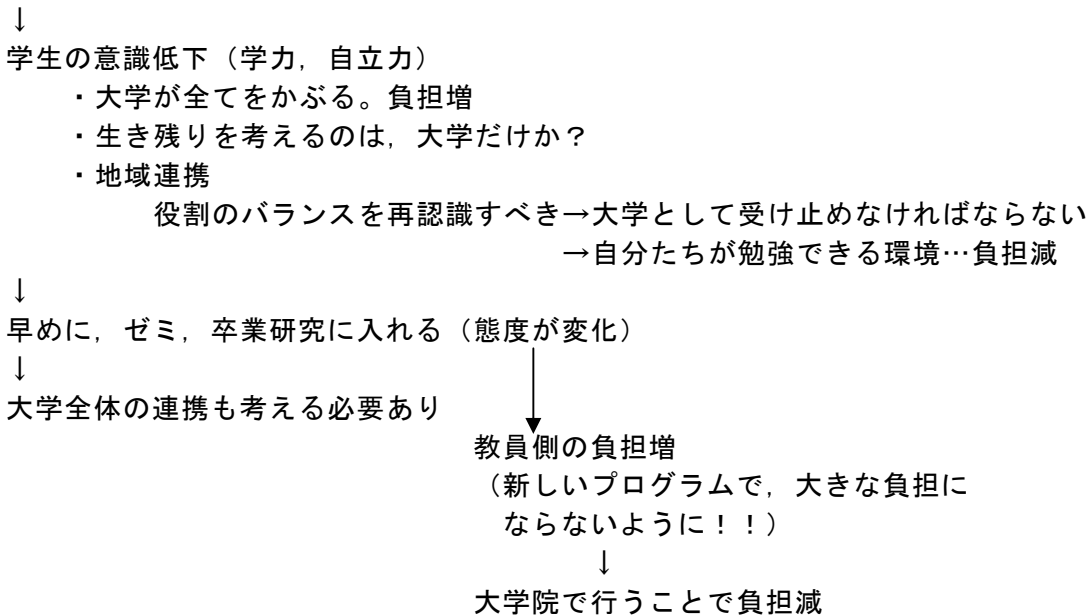 ↓
学生の意識低下（学力，自立力）
・大学が全てをかぶる。負担増
・生き残りを考えるのは，大学だけか？
・地域連携
役割のバランスを再認識すべき→大学として受け止めなければならない
→自分たちが勉強できる環境…負担減
↓
早めに，ゼミ，卒業研究に入れる（態度が変化）
↓
大学全体の連携も考える必要あり
教員側の負担増
（新しいプログラムで，大きな負担に
ならないように！！）
↓
大学院で行うことで負担減